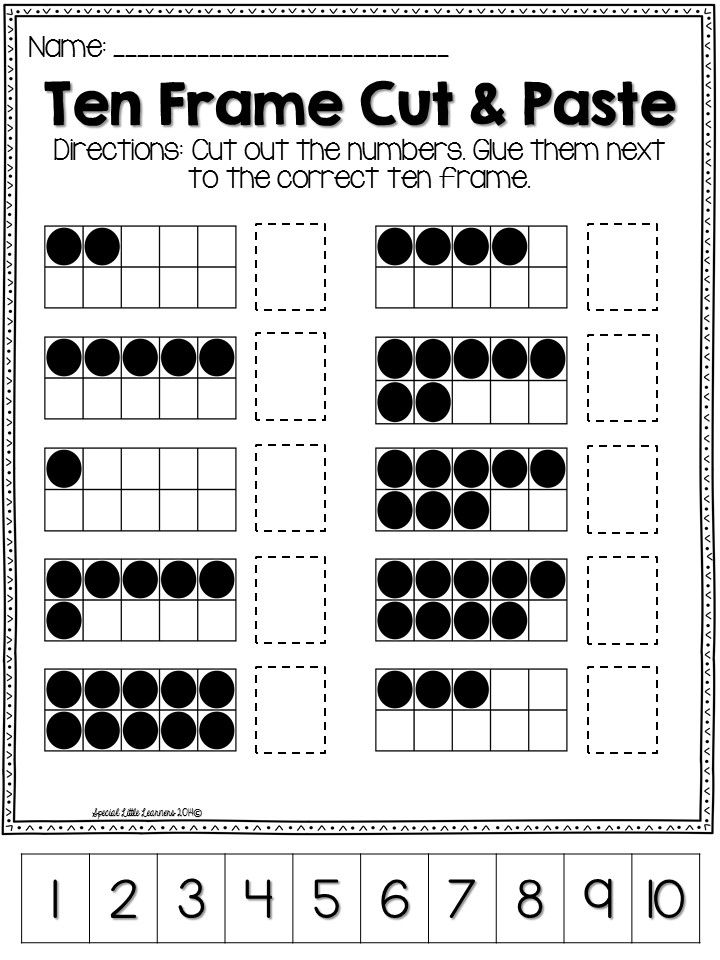 Name: ____________________________
Ten Frame Cut & Paste
Directions: Cut out the numbers. Glue them next
to the correct ten frame.
Special Little Learners 2014©
1 2 3 4 5 6 7 8 9 10